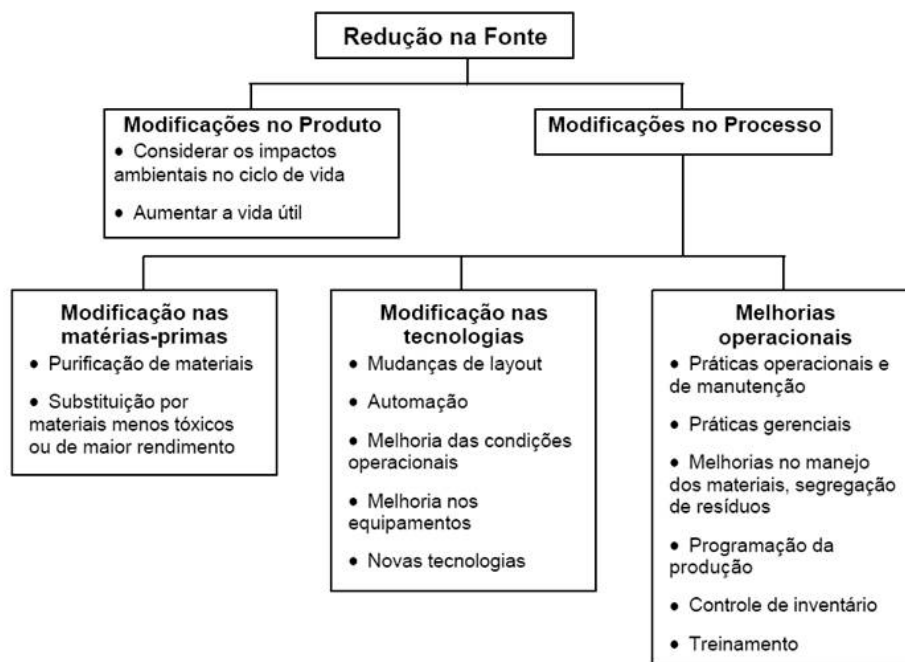 Redução na Fonte
Modificações no Produto
• Considerar os impactos
ambientais no ciclo de vida
• Aumentar a vida útil
Modificações no Processo
Modificação nas
matérias-primas
• Purificação de materiais
• Substituição por
materiais menos tóxicos
ou de maior rendimento
Modificação nas
tecnologias
• Mudanças de layout
• Automação
• Melhoria das condições
operacionais
• Melhoria nos
equipamentos
• Novas tecnologias
Melhorias
operacionais
• Práticas operacionais e
de manutenção
• Práticas gerenciais
• Melhorias no manejo
dos materiais, segregação
de resíduos
• Programação da
produção
• Controle de inventário
• Treinamento